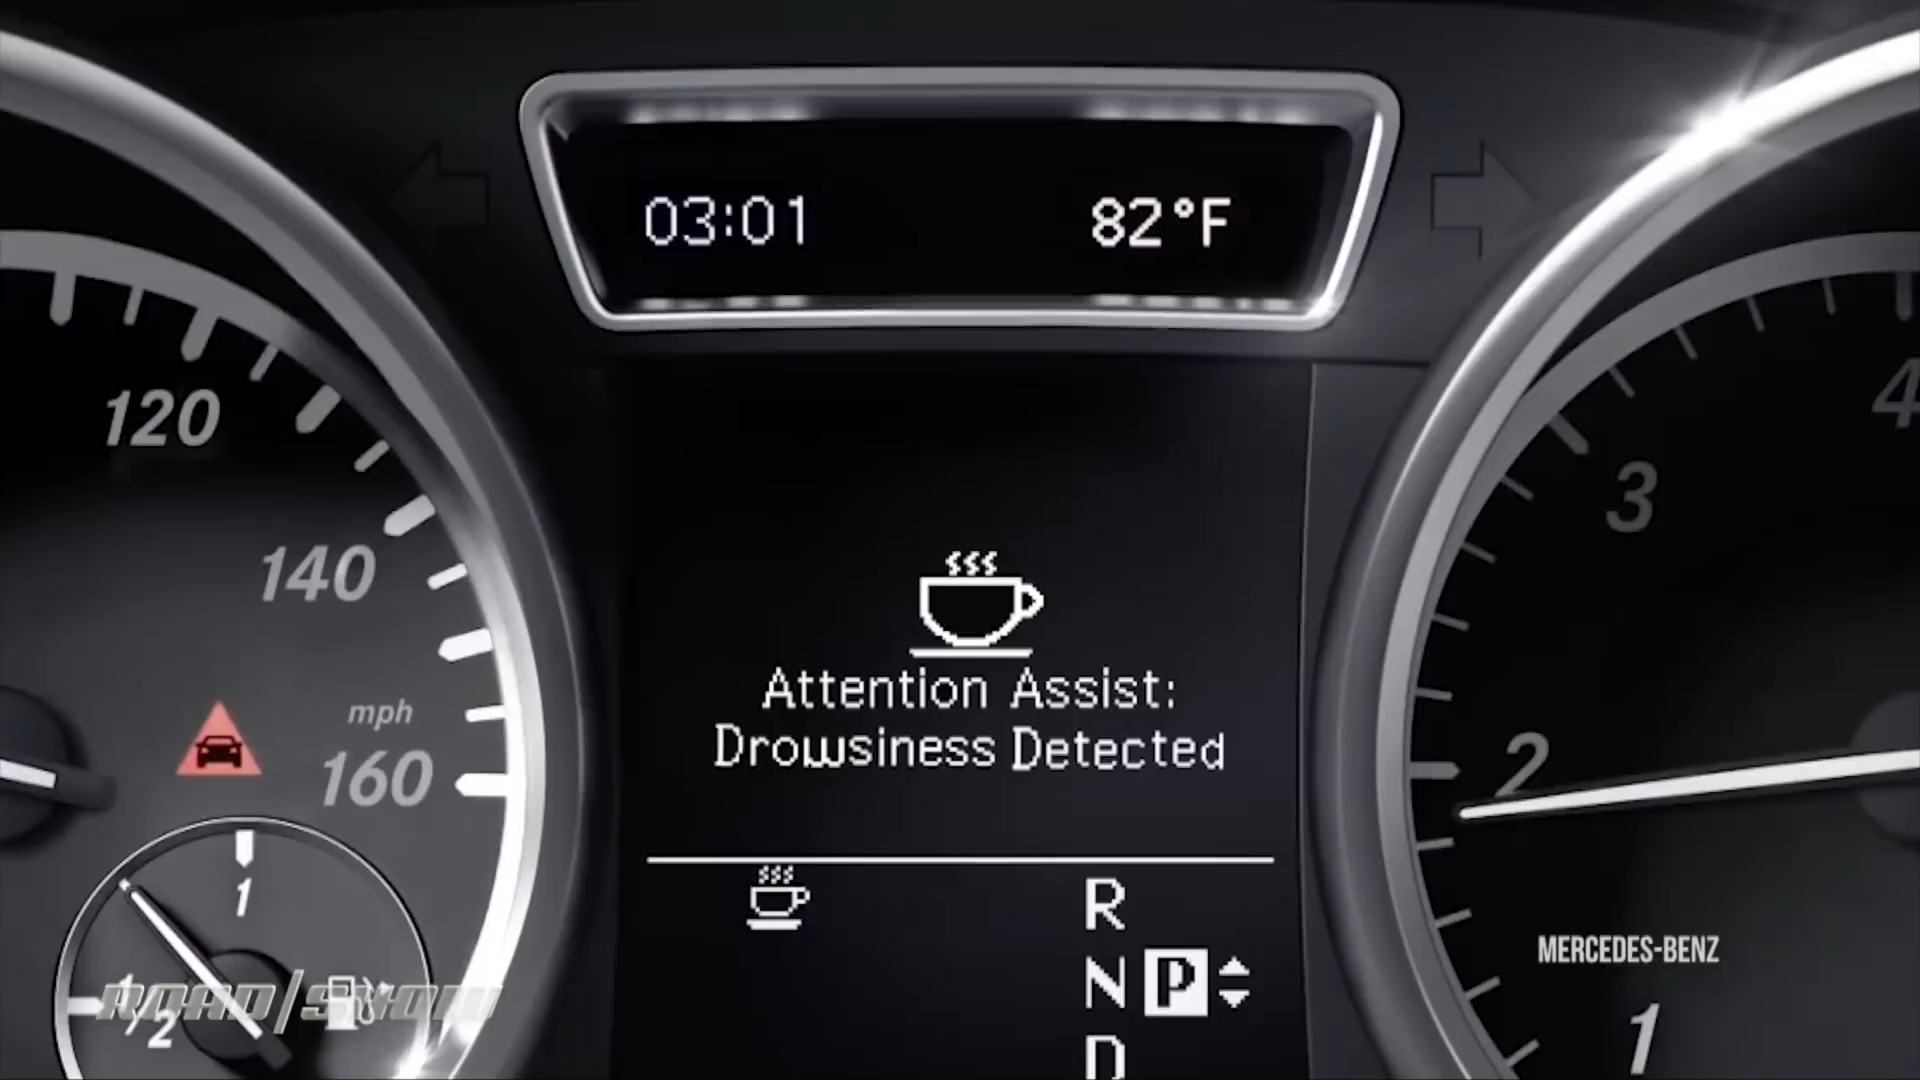 03:01 82°F
120
140
mph
160
1
1/2
4
3
2
1
Attention Assist:
Drowsiness Detected
R
N P
D
MERCEDES-BENZ
ROAD/SHOW